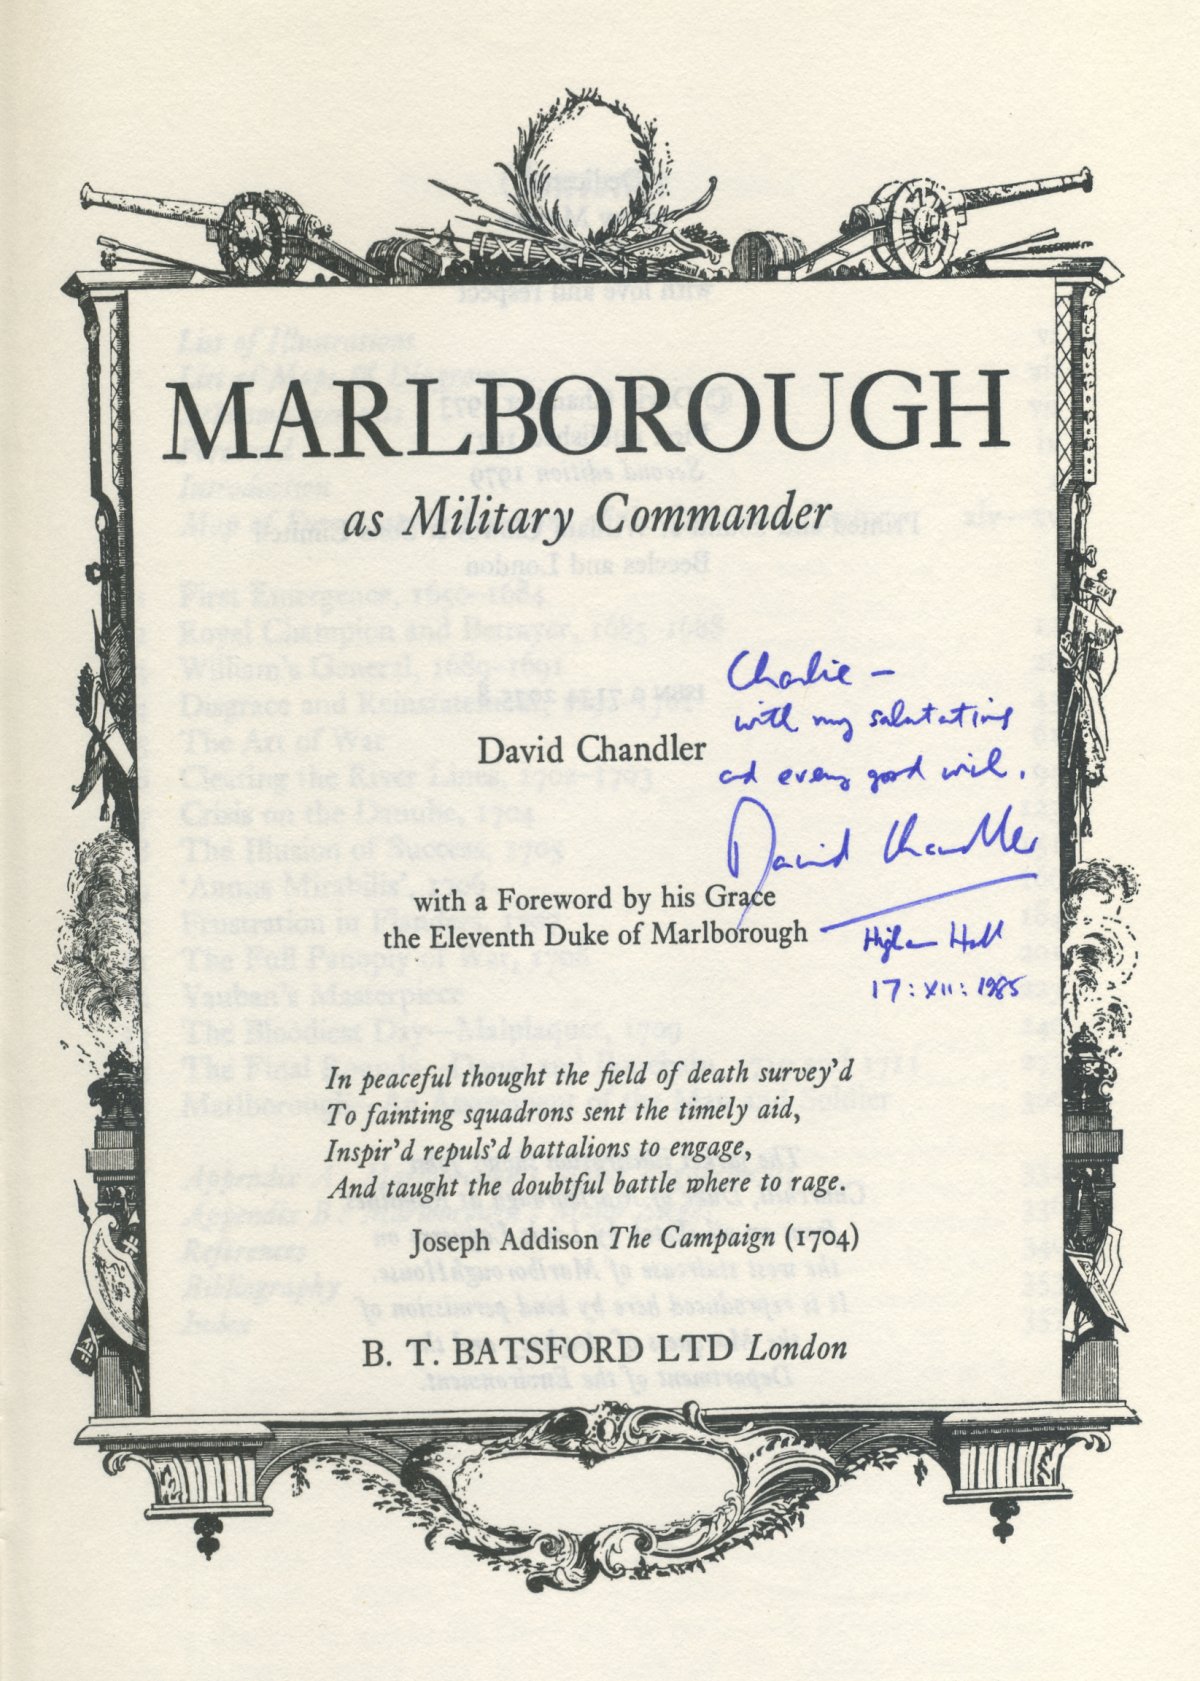 MARLBOROUGH
as Military Commander
Charlie —
with my salutations
and every good wish.
David Chandler
David Chandler
with a Foreword by his Grace
the Eleventh Duke of Marlborough
Higham Hall
17 : XII : 1985
In peaceful thought the field of death survey'd
To fainting squadrons sent the timely aid,
Inspir'd repuls'd battalions to engage,
And taught the doubtful battle where to rage.
Joseph Addison The Campaign (1704)
B. T. BATSFORD LTD London